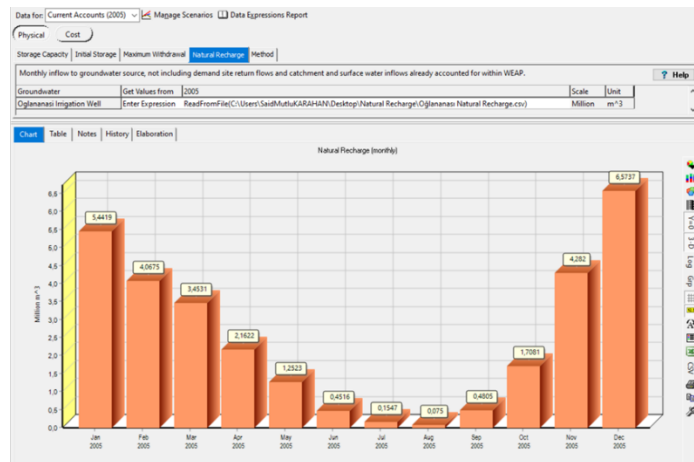 Data for: Current Accounts (2005) Manage Scenarios Data Expressions Report
Physical Cost
Storage Capacity Initial Storage Maximum Withdrawal Natural Recharge Method
Monthly inflow to groundwater source, not including demand site return flows and catchment and surface water inflows already accounted for within WEAP.
? Help
Groundwater Get Values from 2005 Scale Unit
Oglananasi Irrigation Well Enter Expression ReadFromFile(C:\Users\SaidMutluKARAHAN\Desktop\Natural Recharge\Oğlananası Natural Recharge.csv) Million m^3
Chart Table Notes History Elaboration
Natural Recharge (monthly)
Million m^3
6,5
6,0
5,5
5,0
4,5
4,0
3,5
3,0
2,5
2,0
1,5
1,0
0,5
0,0
5,4419
4,0675
3,4531
2,1622
1,2523
0,4516
0,1547
0,075
0,4805
1,7081
4,282
6,5737
Jan 2005
Feb 2005
Mar 2005
Apr 2005
May 2005
Jun 2005
Jul 2005
Aug 2005
Sep 2005
Oct 2005
Nov 2005
Dec 2005
Y=0
3-D
Log